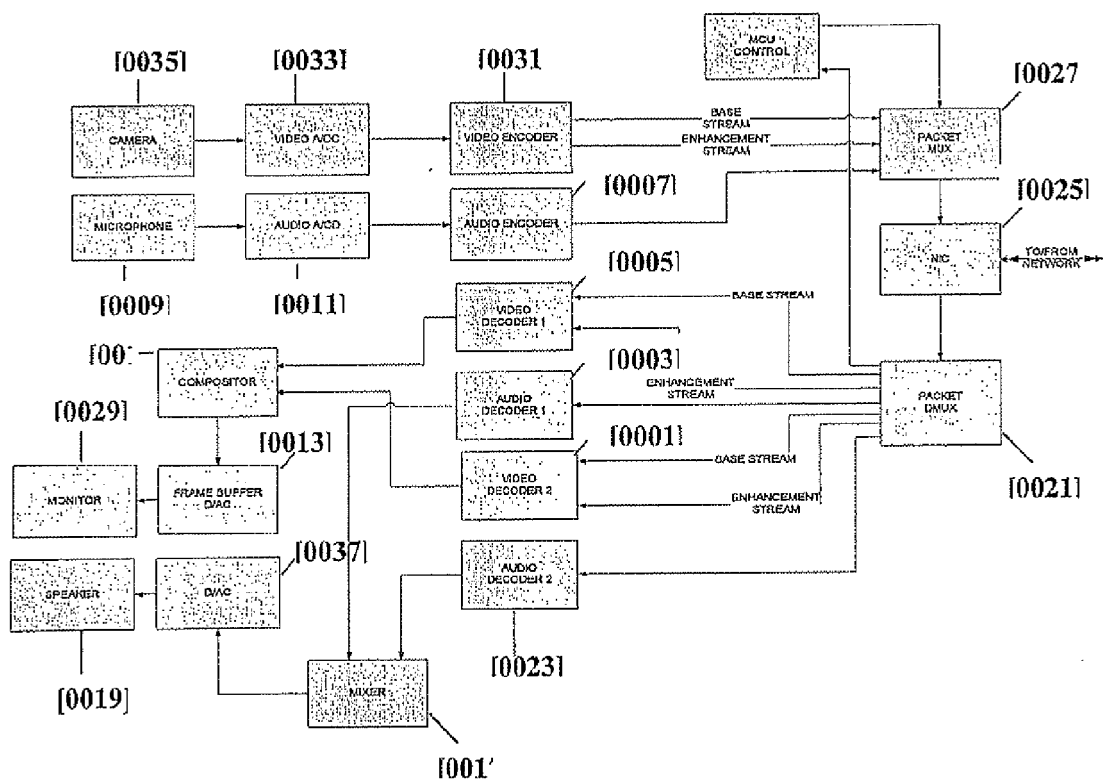 MCU
CONTROL
[0035]
[0033]
[0031
[0027
CAMERA
VIDEO A/DC
VIDEO ENCODER
BASE
STREAM
ENHANCEMENT
STREAM
PACKET
MUX
[0007]
[0025]
MICROPHONE
AUDIO A/CD
AUDIO ENCODER
NIC
TO/FROM
NETWORK
[0009]
[0011]
[0005]
VIDEO
DECODER 1
BASE STREAM
[00
COMPOSITOR
[0003]
AUDIO
DECODER 1
ENHANCEMENT
STREAM
PACKET
DMUX
[0029]
[0013]
[0001]
MONITOR
FRAME BUFFER
D/AC
VIDEO
DECODER 2
BASE STREAM
ENHANCEMENT
STREAM
[0021]
[0037]
SPEAKER
D/AC
AUDIO
DECODER 2
[0023]
[0019]
MIXER
[001